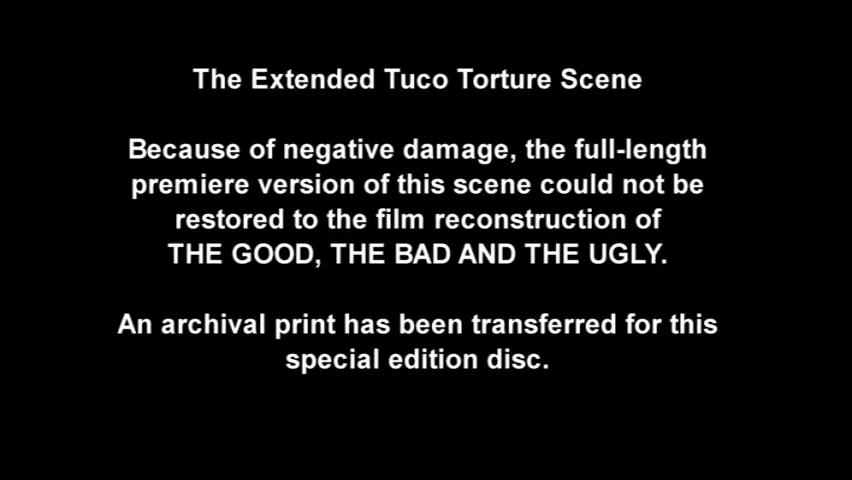 The Extended Tuco Torture Scene
Because of negative damage, the full-length
premiere version of this scene could not be
restored to the film reconstruction of
THE GOOD, THE BAD AND THE UGLY.
An archival print has been transferred for this
special edition disc.